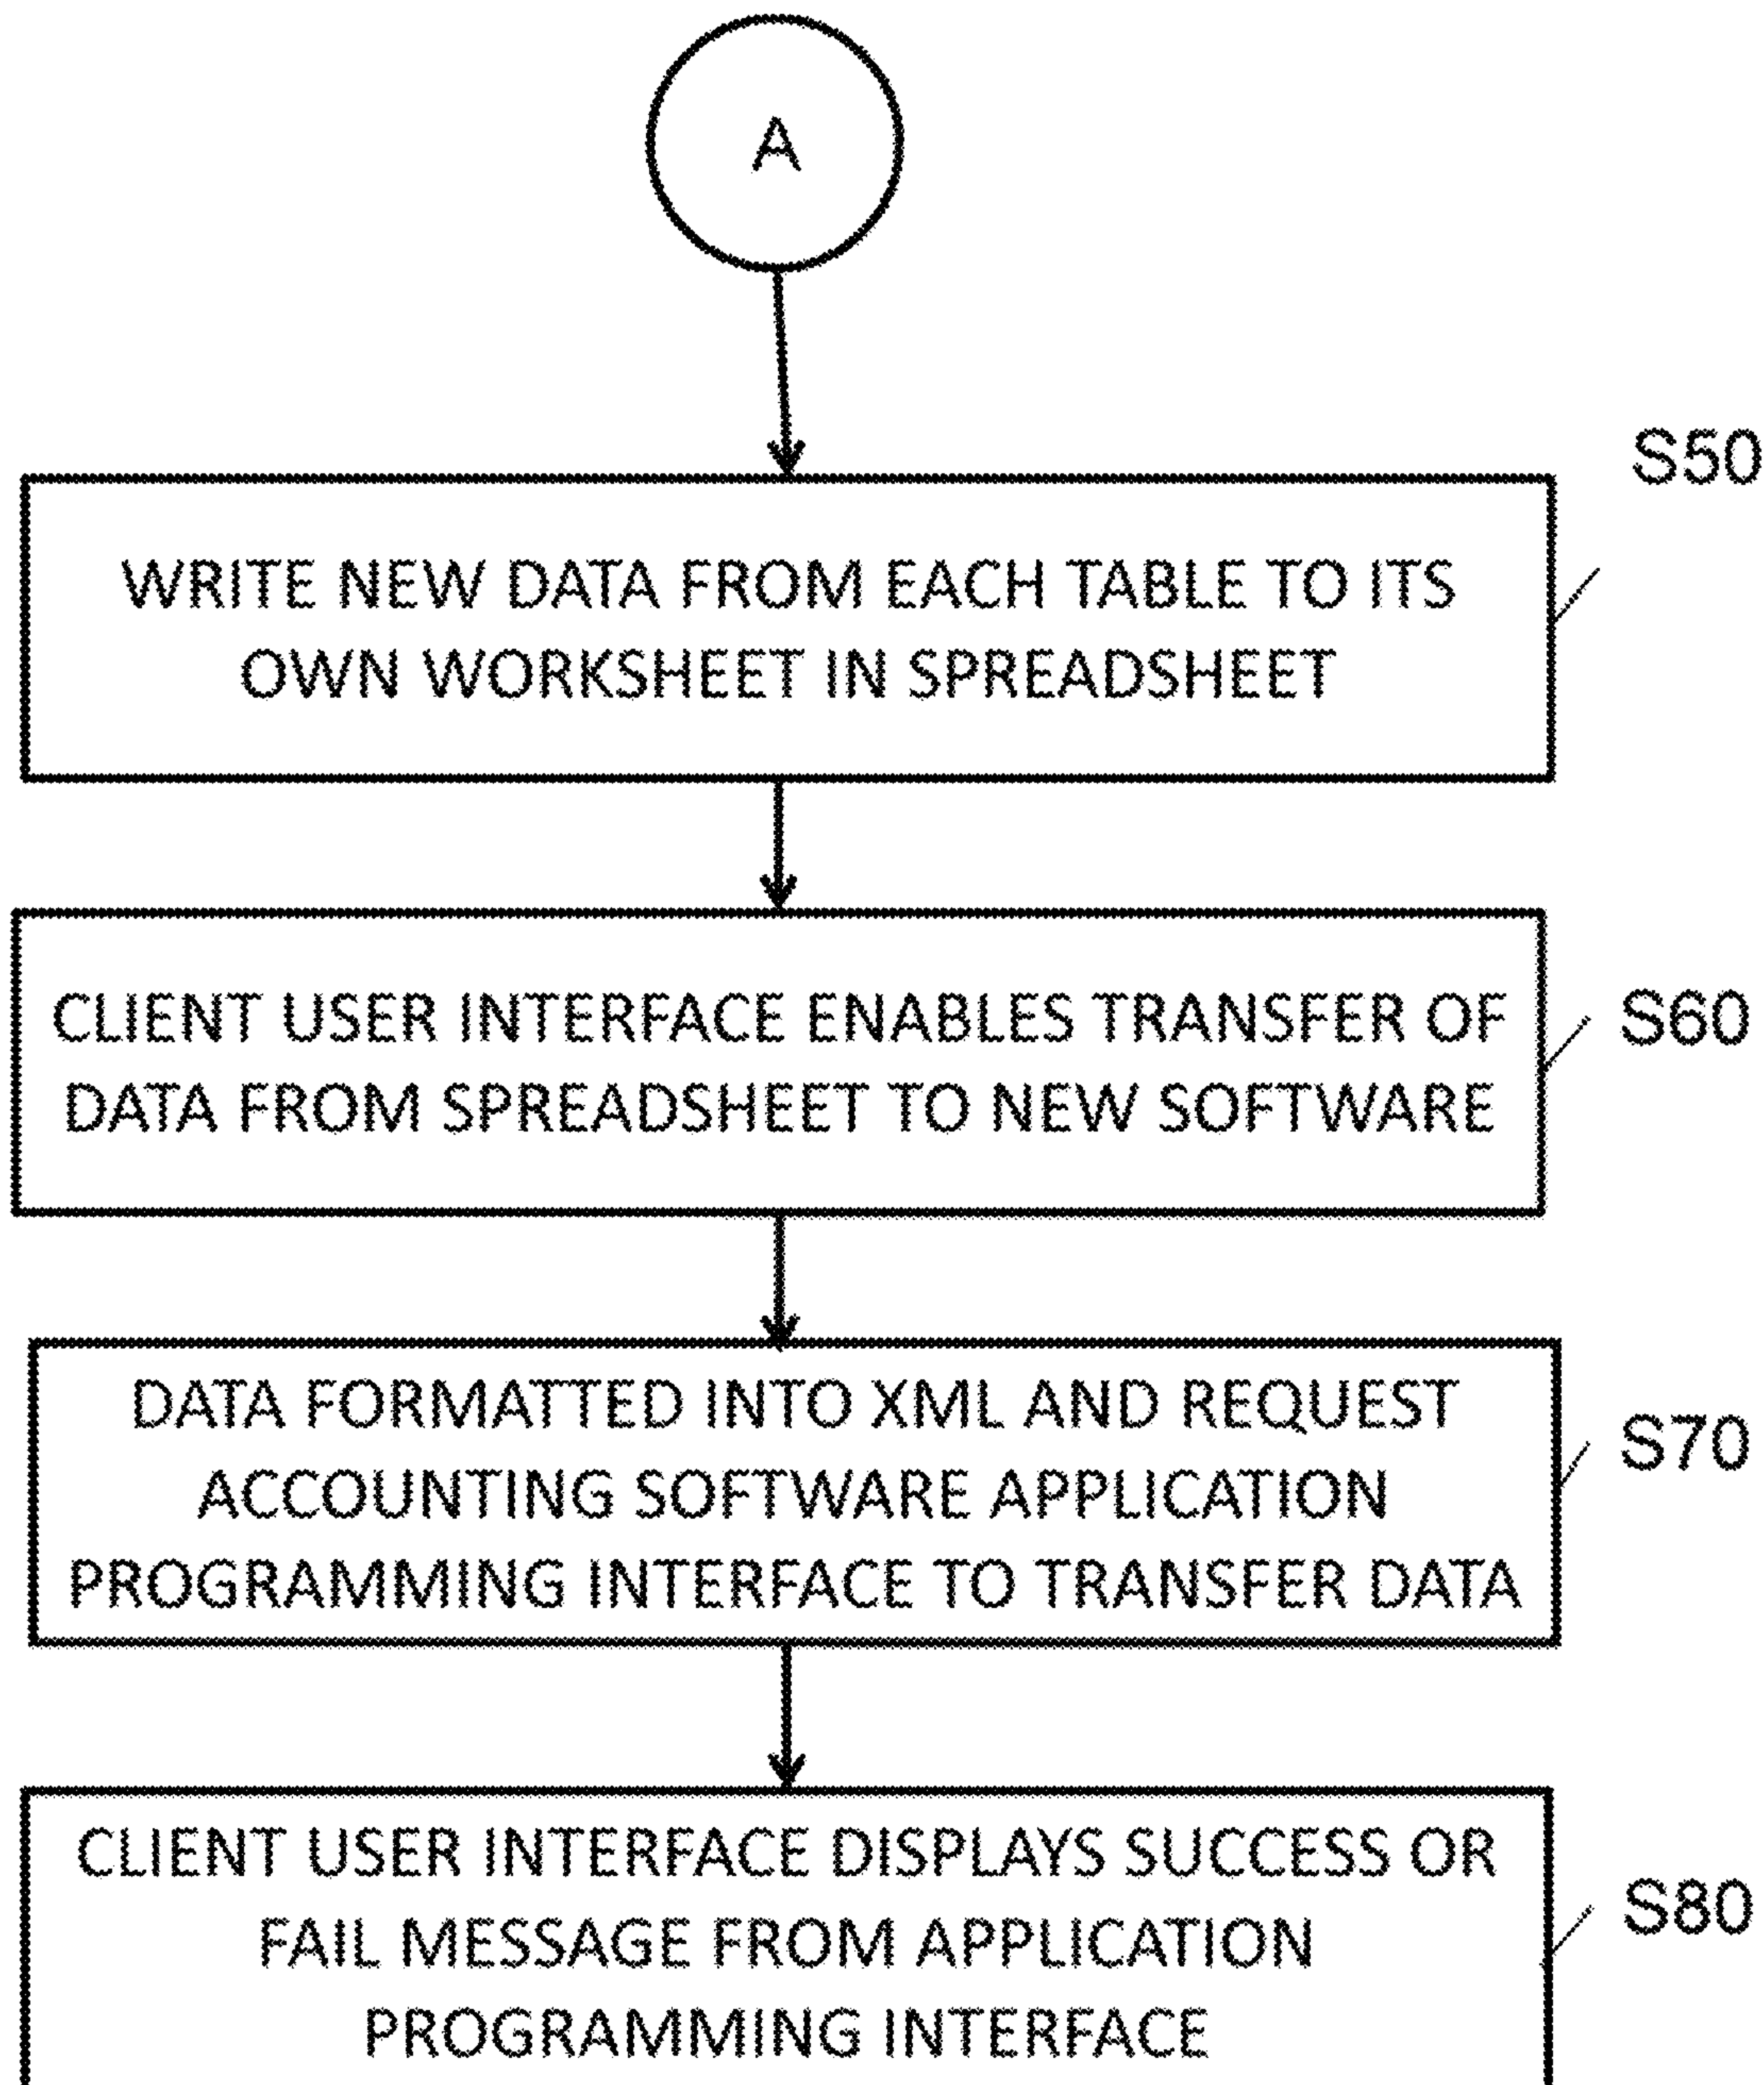 A
S50
WRITE NEW DATA FROM EACH TABLE TO ITS
OWN WORKSHEET IN SPREADSHEET
CLIENT USER INTERFACE ENABLES TRANSFER OF
S60
DATA FROM SPREADSHEET TO NEW SOFTWARE
DATA FORMATTED INTO XML AND REQUEST
S70
ACCOUNTING SOFTWARE APPLICATION
PROGRAMMING INTERFACE TO TRANSFER DATA
CLIENT USER INTERFACE DISPLAYS SUCCESS OR
S80
FAIL MESSAGE FROM APPLICATION
PROGRAMMING INTERFACE